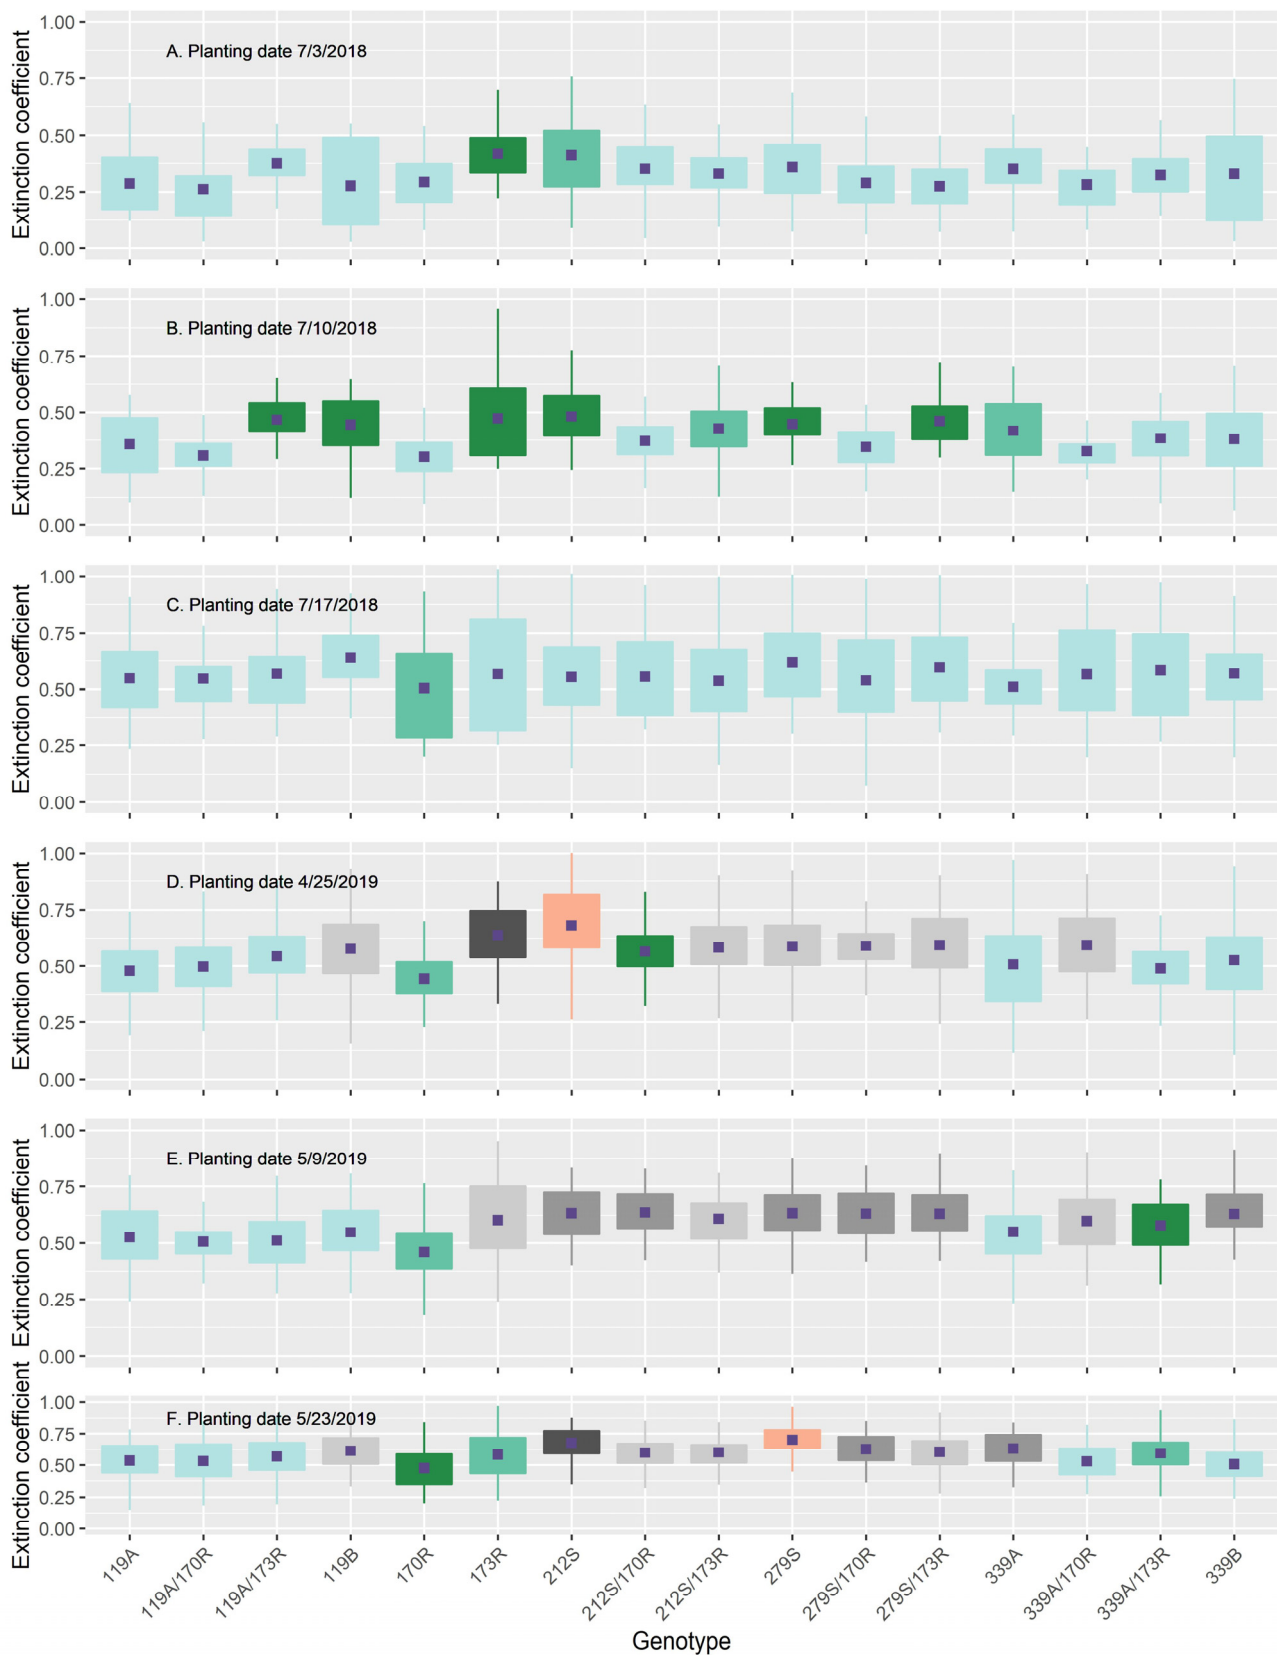 A. Planting date 7/3/2018
Extinction coefficient
1.00
0.75
0.50
0.25
0.00
B. Planting date 7/10/2018
Extinction coefficient
1.00
0.75
0.50
0.25
0.00
C. Planting date 7/17/2018
Extinction coefficient
1.00
0.75
0.50
0.25
0.00
D. Planting date 4/25/2019
Extinction coefficient
1.00
0.75
0.50
0.25
0.00
E. Planting date 5/9/2019
Extinction coefficient
1.00
0.75
0.50
0.25
0.00
F. Planting date 5/23/2019
Extinction coefficient
1.00
0.75
0.50
0.25
0.00
119A
119A/170R
119A/173R
119B
170R
173R
212S
212S/170R
212S/173R
279S
279S/170R
279S/173R
339A
339A/170R
339A/173R
339B
Genotype